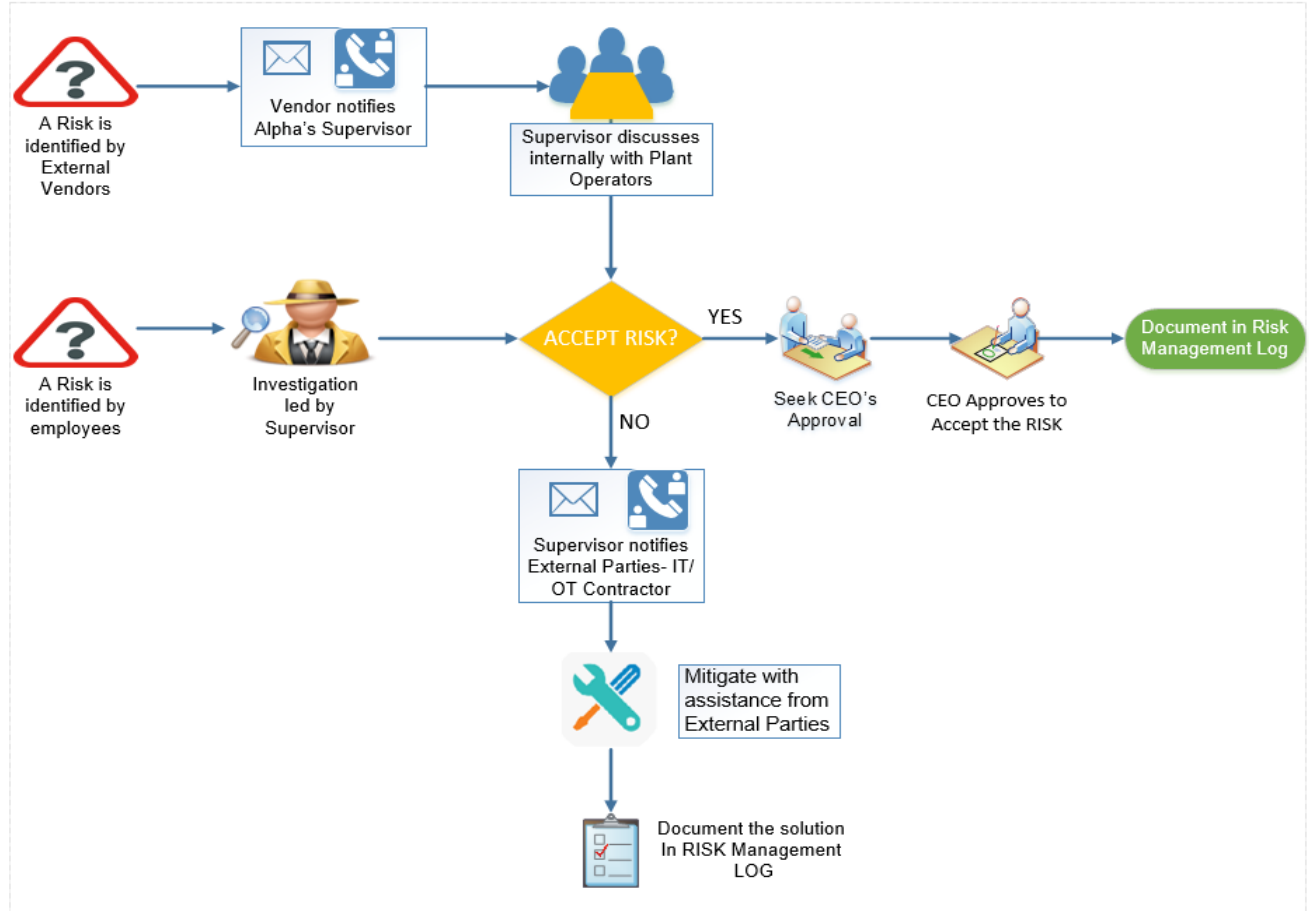 A Risk is
identified by
External
Vendors
Vendor notifies
Alpha's Supervisor
Supervisor discusses
internally with Plant
Operators
A Risk is
identified by
employees
Investigation
led by
Supervisor
ACCEPT RISK?
YES
Seek CEO's
Approval
CEO Approves to
Accept the RISK
Document in Risk
Management Log
NO
Supervisor notifies
External Parties- IT/
OT Contractor
Mitigate with
assistance from
External Parties
Document the solution
In RISK Management
LOG